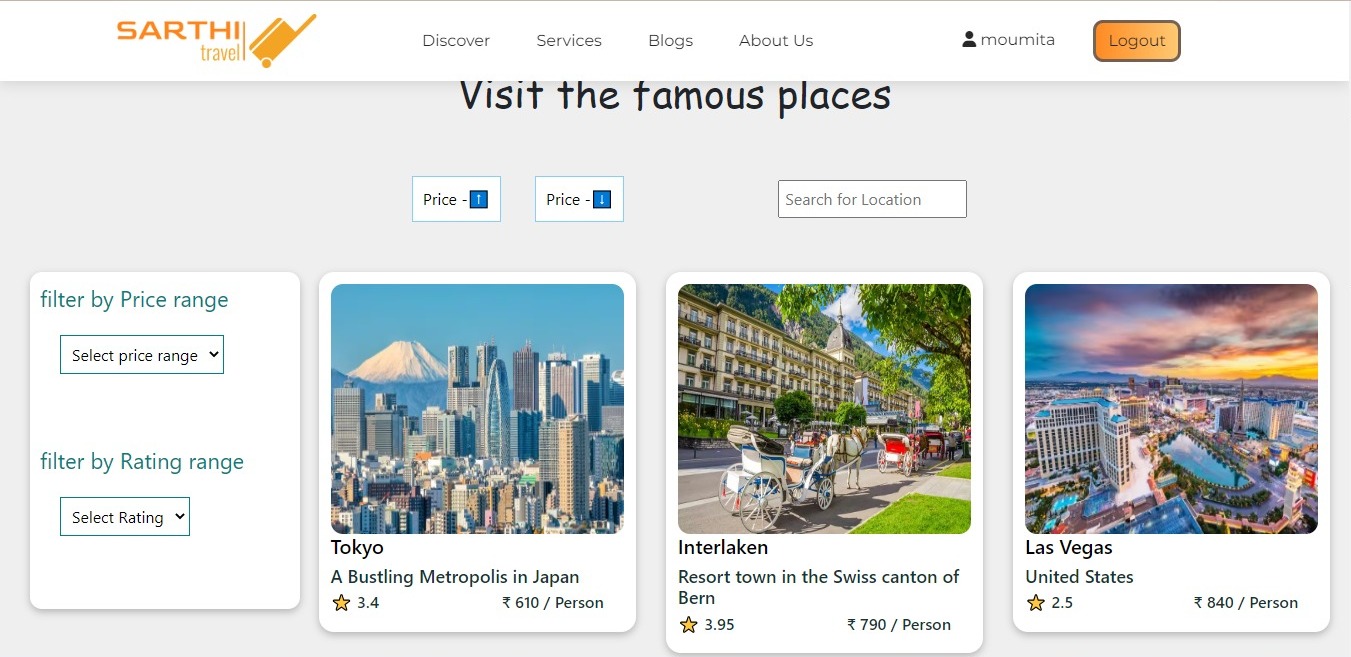 SARTHI
travel
Discover
Services
Blogs
About Us
moumita
Logout
Visit the famous places
Price -⬆️
Price -⬇️
Search for Location
filter by Price range
Select price range
filter by Rating range
Select Rating
Tokyo
A Bustling Metropolis in Japan
3.4
₹ 610 / Person
Interlaken
Resort town in the Swiss canton of
Bern
3.95
₹ 790 / Person
Las Vegas
United States
2.5
₹ 840 / Person